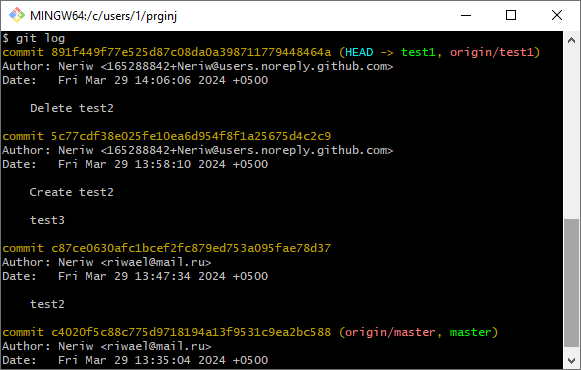 MINGW64:/c/users/1/prginj
$ git log
commit 891f449f77e525d87c08da0a398711779448464a (HEAD -> test1, origin/test1)
Author: Neriw <165288842+Neriw@users.noreply.github.com>
Date:   Fri Mar 29 14:06:06 2024 +0500
Delete test2
commit 5c77cdf38e025fe10ea6d954f8f1a25675d4c2c9
Author: Neriw <165288842+Neriw@users.noreply.github.com>
Date:   Fri Mar 29 13:58:10 2024 +0500
Create test2
test3
commit c87ce0630afc1bcef2fc879ed753a095fae78d37
Author: Neriw <riwael@mail.ru>
Date:   Fri Mar 29 13:47:34 2024 +0500
test2
commit c4020f5c88c775d9718194a13f9531c9ea2bc588 (origin/master, master)
Author: Neriw <riwael@mail.ru>
Date:   Fri Mar 29 13:35:04 2024 +0500